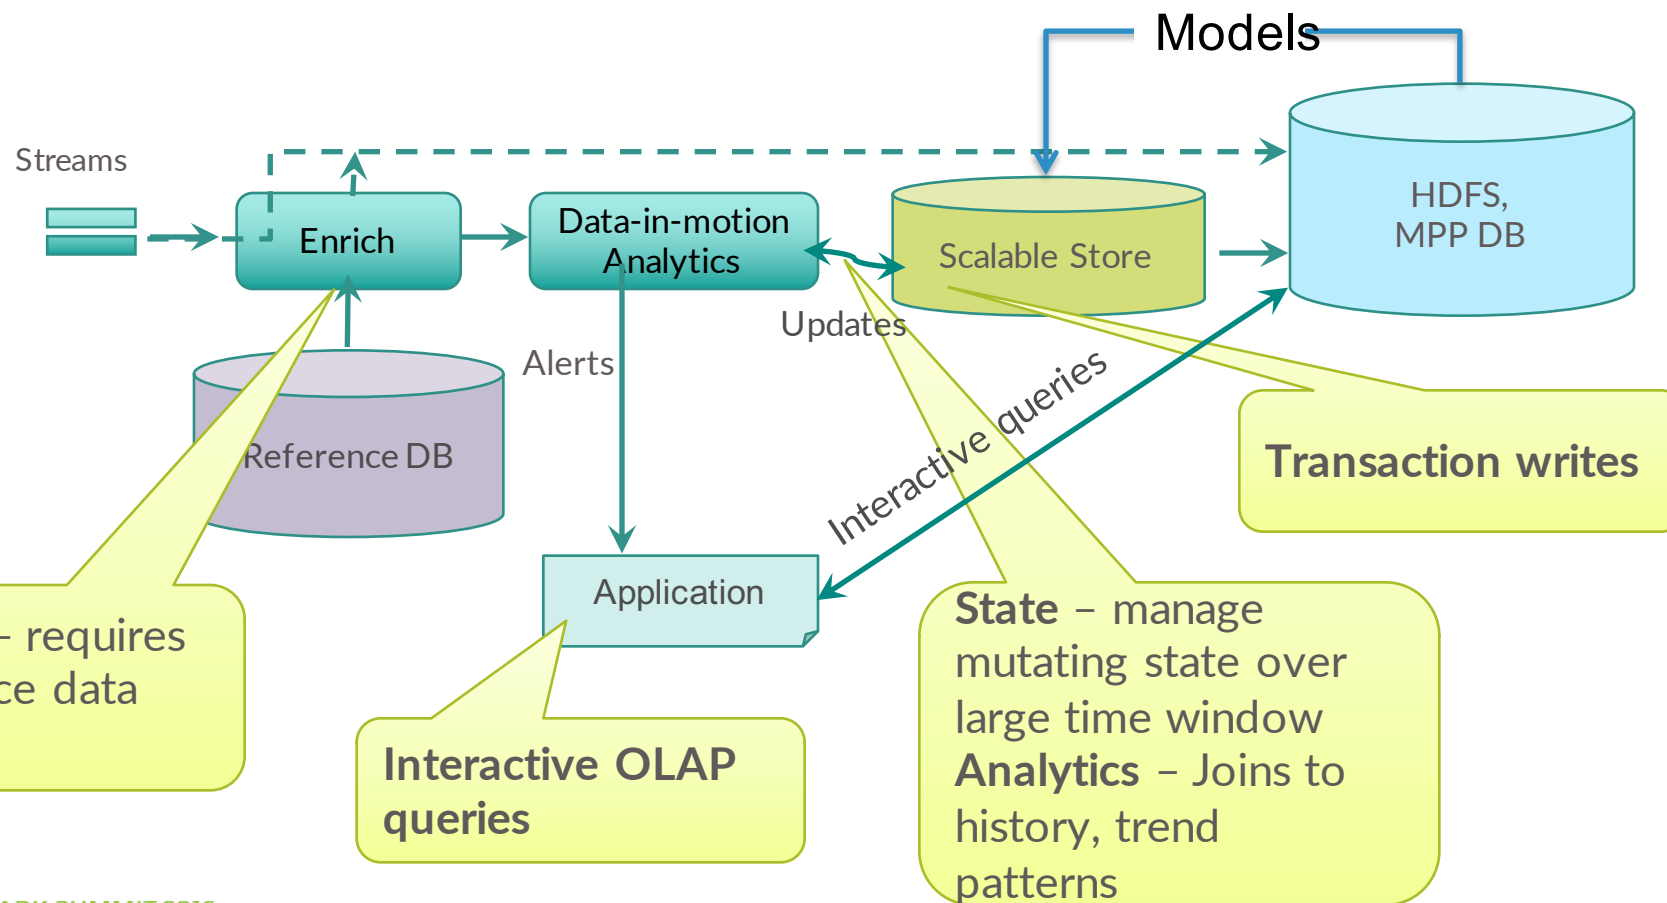 Models
Streams
Enrich
Data-in-motion
Analytics
Scalable Store
HDFS,
MPP DB
Updates
Alerts
Reference DB
Interactive queries
Transaction writes
Application
– requires
ce data
Interactive OLAP
queries
State – manage
mutating state over
large time window
Analytics – Joins to
history, trend
patterns